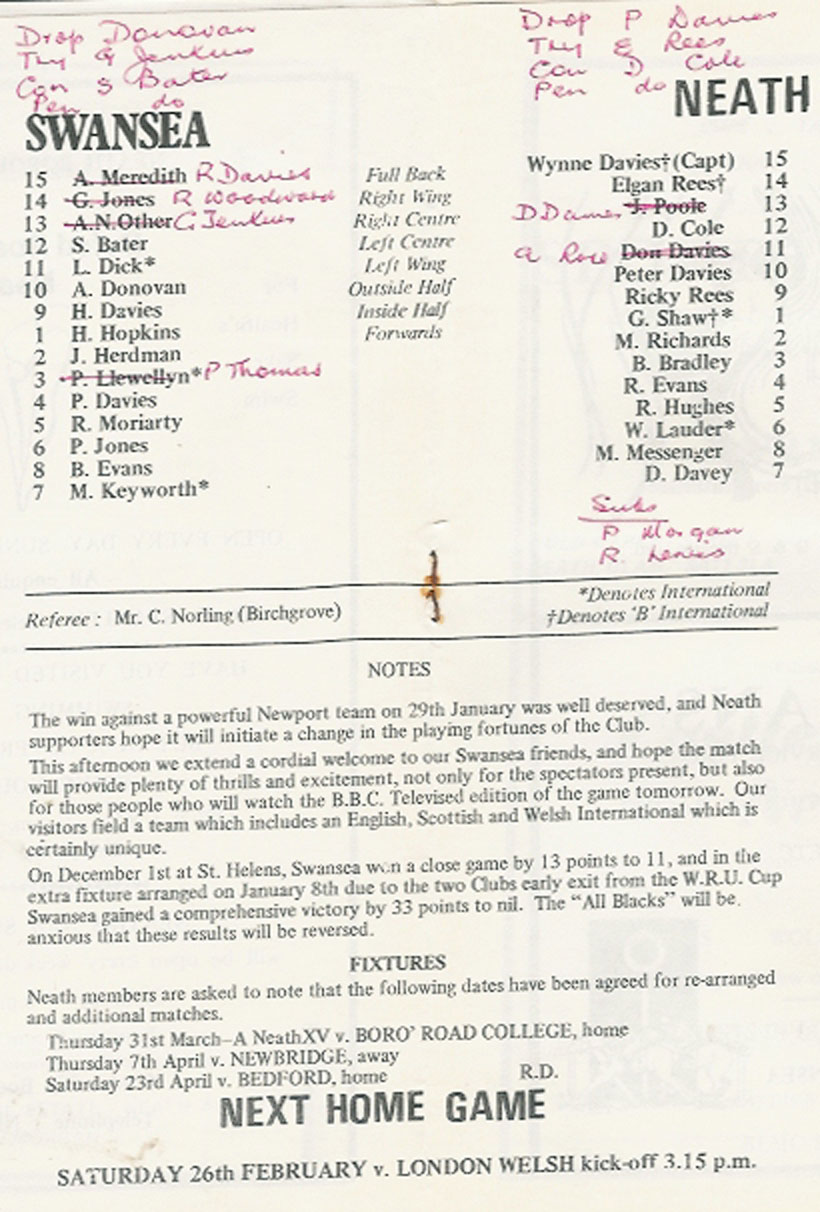 Drop Donovan
Try G Jenkins
Con S Bater
Pen do
Drop P Davies
Try E Rees
Con D Cole
Pen do
SWANSEA
NEATH
15 A. Meredith R Davies Full Back Wynne Davies† (Capt) 15
14 G. Jones R Woodward Right Wing Elgan Rees† 14
13 A.N.Other G Jenkins Right Centre D Davies J. Poole 13
12 S. Bater Left Centre D. Cole 12
11 L. Dick* Left Wing Don Davies 11
10 A. Donovan Outside Half Peter Davies 10
9 H. Davies Inside Half Ricky Rees 9
1 H. Hopkins Forwards G. Shaw†* 1
2 J. Herdman M. Richards 2
3 P. Llewellyn* P Thomas B. Bradley 3
4 P. Davies R. Evans 4
5 R. Moriarty R. Hughes 5
6 P. Jones W. Lauder* 6
8 B. Evans M. Messenger 8
7 M. Keyworth* D. Davey 7
Subs
P Morgan
R Lewis
*Denotes International
Referee : Mr. C. Norling (Birchgrove) †Denotes 'B' International
NOTES
The win against a powerful Newport team on 29th January was well deserved, and Neath
supporters hope it will initiate a change in the playing fortunes of the Club.
This afternoon we extend a cordial welcome to our Swansea friends, and hope the match
will provide plenty of thrills and excitement, not only for the spectators present, but also
for those people who will watch the B.B.C. Televised edition of the game tomorrow. Our
visitors field a team which includes an English, Scottish and Welsh International which is
certainly unique.
On December 1st at St. Helens, Swansea won a close game by 13 points to 11, and in the
extra fixture arranged on January 8th due to the two Clubs early exit from the W.R.U. Cup
Swansea gained a comprehensive victory by 33 points to nil. The "All Blacks" will be
anxious that these results will be reversed.
FIXTURES
Neath members are asked to note that the following dates have been agreed for re-arranged
and additional matches.
Thursday 31st March–A NeathXV v. BORO' ROAD COLLEGE, home
Thursday 7th April v. NEWBRIDGE, away
Saturday 23rd April v. BEDFORD, home R.D.
NEXT HOME GAME
SATURDAY 26th FEBRUARY v. LONDON WELSH kick-off 3.15 p.m.